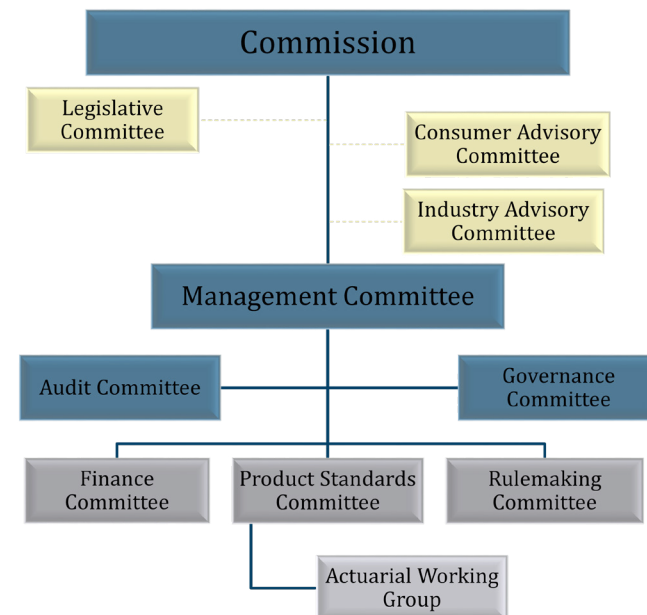 Commission
Legislative
Committee
Consumer Advisory
Committee
Industry Advisory
Committee
Management Committee
Audit Committee
Governance
Committee
Finance
Committee
Product Standards
Committee
Rulemaking
Committee
Actuarial Working
Group